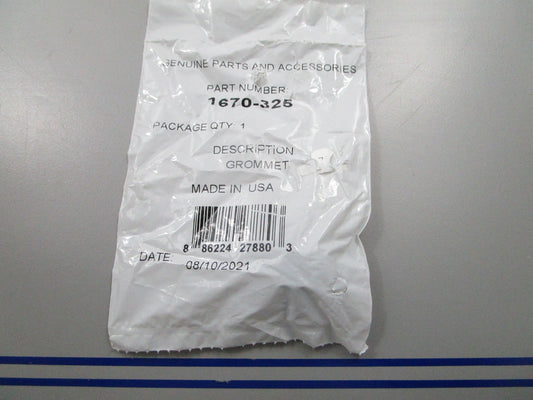 GENUINE PARTS AND ACCESSORIES
PART NUMBER:
1670-325
PACKAGE QTY: 1
DESCRIPTION
GROMMET
MADE IN USA
8 86224 27880 3
DATE: 08/10/2021